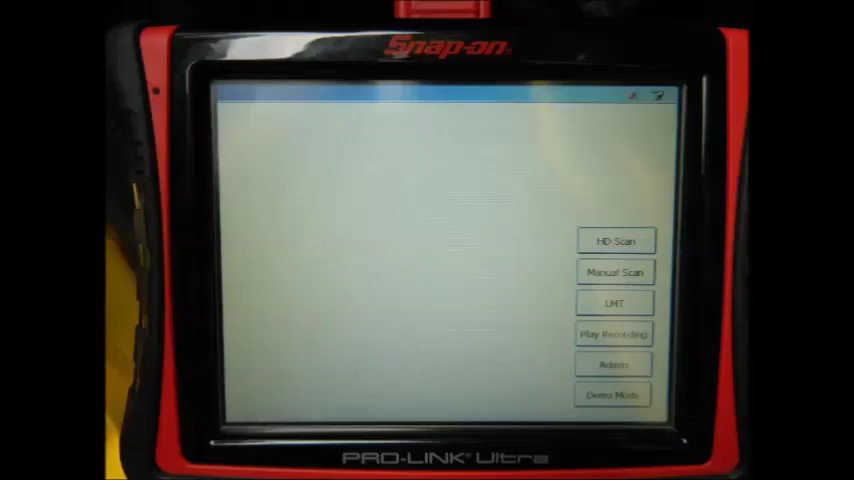 Snap-on
HD Scan
Manual Scan
LMT
Play Recording
Admin
Demo Mode
PRO-LINK® Ultra